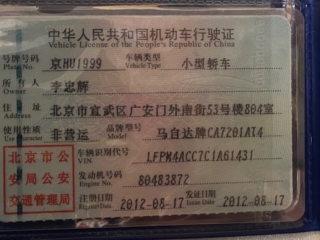 中华人民共和国机动车行驶证
Vehicle License of the People's Republic of China
号牌号码 京HU1999 车辆类型 小型轿车
Plate No. Vehicle Type
所有人 李忠辉
Owner
住址 北京市宣武区广安门外南街53号楼804室
Address
使用性质 非营运 品牌型号 马自达牌CA7201AT4
Use Character Model
北京市公 车辆识别代号 LFPM4ACC7C1A61431
VIN
安局公安 发动机号码 80483872
Engine No.
交通管理局 注册日期 2012-08-17 发证日期 2012-08-17
Register Date Issue Date